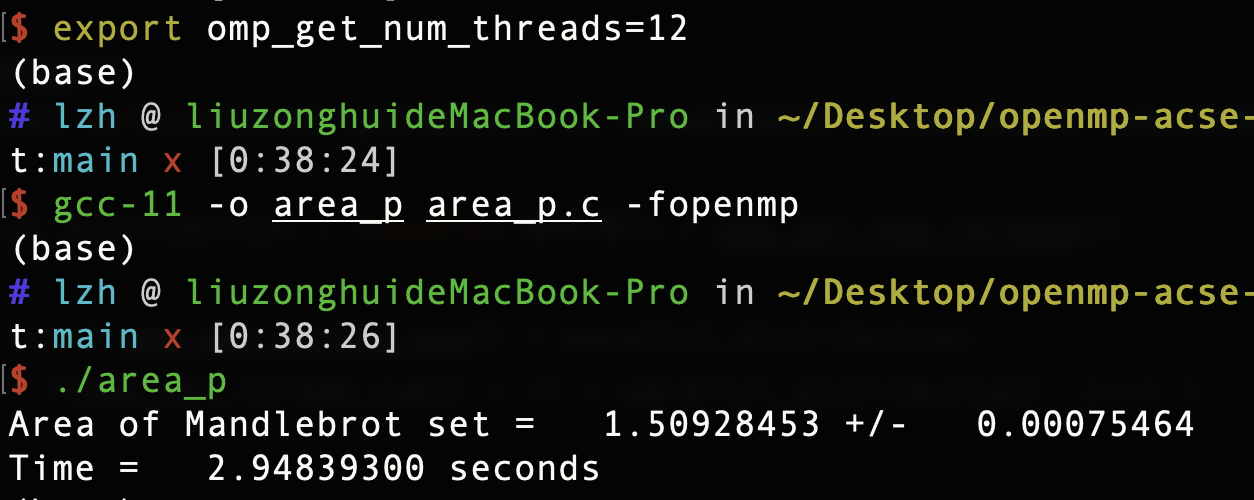 $ export omp_get_num_threads=12
(base)
# lzh @ liuzonghuideMacBook-Pro in ~/Desktop/openmp-acse-
t:main x [0:38:24]
$ gcc-11 -o area_p area_p.c -fopenmp
(base)
# lzh @ liuzonghuideMacBook-Pro in ~/Desktop/openmp-acse-
t:main x [0:38:26]
$ ./area_p
Area of Mandlebrot set =   1.50928453 +/-   0.00075464
Time =   2.94839300 seconds